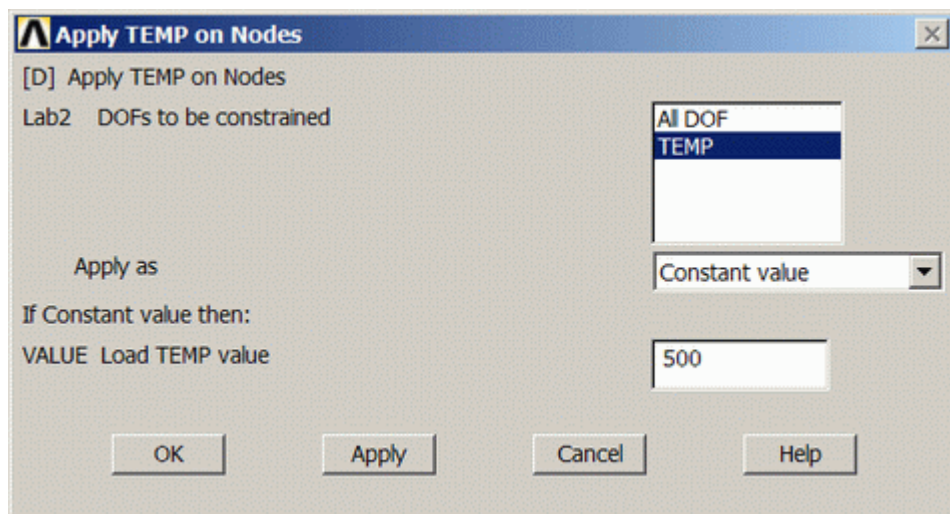 Apply TEMP on Nodes
[D] Apply TEMP on Nodes
Lab2 DOFs to be constrained
All DOF
TEMP
Apply as
Constant value
If Constant value then:
VALUE Load TEMP value
500
OK Apply Cancel Help